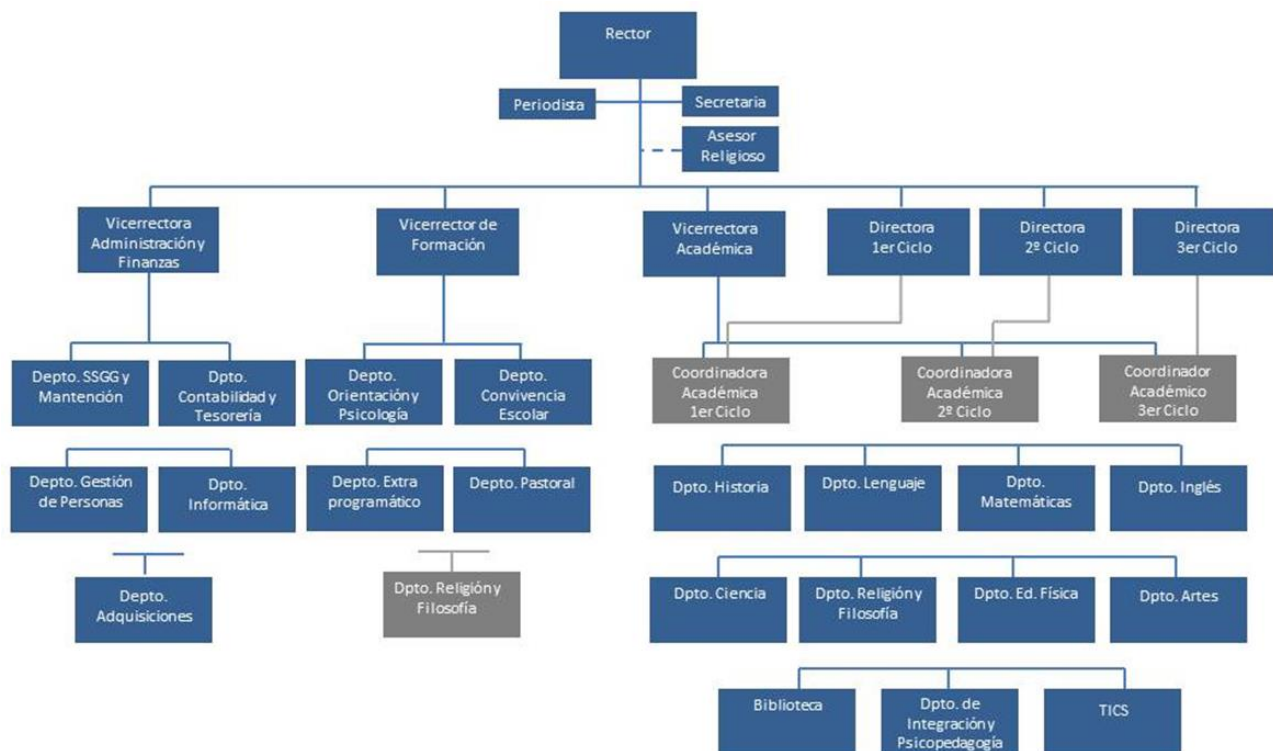 Rector
Periodista
Secretaria
Asesor
Religioso
Vicerrectora
Administración y
Finanzas
Vicerrector de
Formación
Vicerrectora
Académica
Directora
1er Ciclo
Directora
2º Ciclo
Directora
3er Ciclo
Depto. SSGG y
Mantención
Dpto.
Contabilidad y
Tesorería
Depto.
Orientación y
Psicología
Depto.
Convivencia
Escolar
Coordinadora
Académica
1er Ciclo
Coordinadora
Académica
2º Ciclo
Coordinador
Académico
3er Ciclo
Depto. Gestión
de Personas
Dpto.
Informática
Depto. Extra
programático
Depto. Pastoral
Dpto. Historia
Dpto. Lenguaje
Dpto.
Matemáticas
Dpto. Inglés
Depto.
Adquisiciones
Dpto. Religión y
Filosofía
Dpto. Ciencia
Dpto. Religión y
Filosofía
Dpto. Ed. Física
Dpto. Artes
Biblioteca
Dpto. de
Integración y
Psicopedagogía
TICS